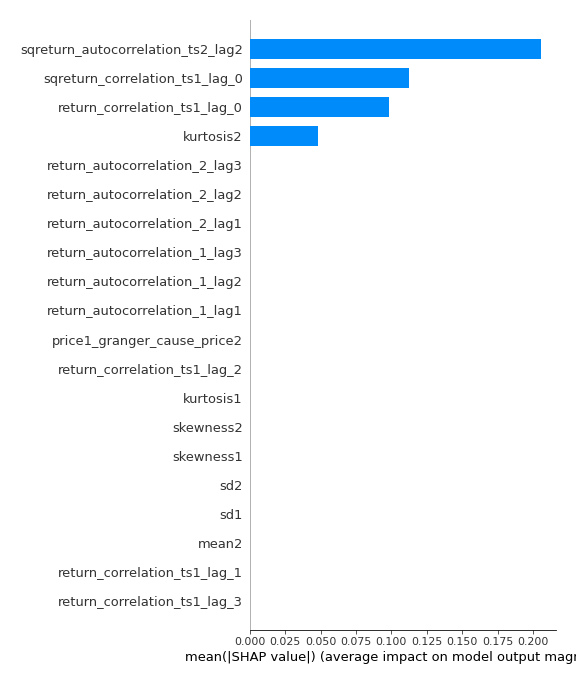 sqreturn_autocorrelation_ts2_lag2
sqreturn_correlation_ts1_lag_0
return_correlation_ts1_lag_0
kurtosis2
return_autocorrelation_2_lag3
return_autocorrelation_2_lag2
return_autocorrelation_2_lag1
return_autocorrelation_1_lag3
return_autocorrelation_1_lag2
return_autocorrelation_1_lag1
price1_granger_cause_price2
return_correlation_ts1_lag_2
kurtosis1
skewness2
skewness1
sd2
sd1
mean2
return_correlation_ts1_lag_1
return_correlation_ts1_lag_3
0.000 0.025 0.050 0.075 0.100 0.125 0.150 0.175 0.200
mean(|SHAP value|) (average impact on model output magn